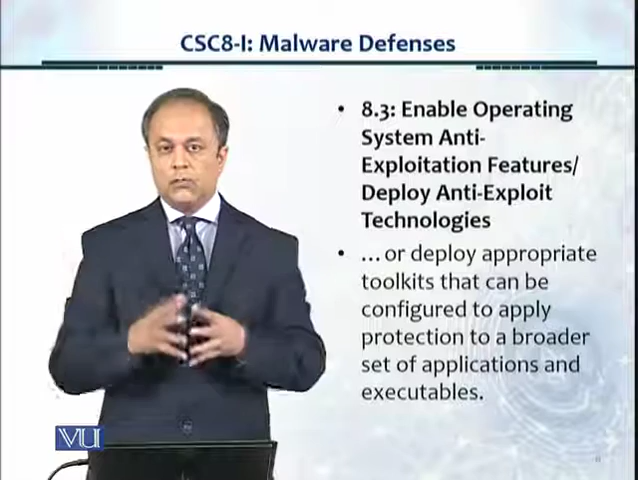 CSC8-I: Malware Defenses
• 8.3: Enable Operating
System Anti-
Exploitation Features/
Deploy Anti-Exploit
Technologies
• ... or deploy appropriate
toolkits that can be
configured to apply
protection to a broader
set of applications and
executables.
VU